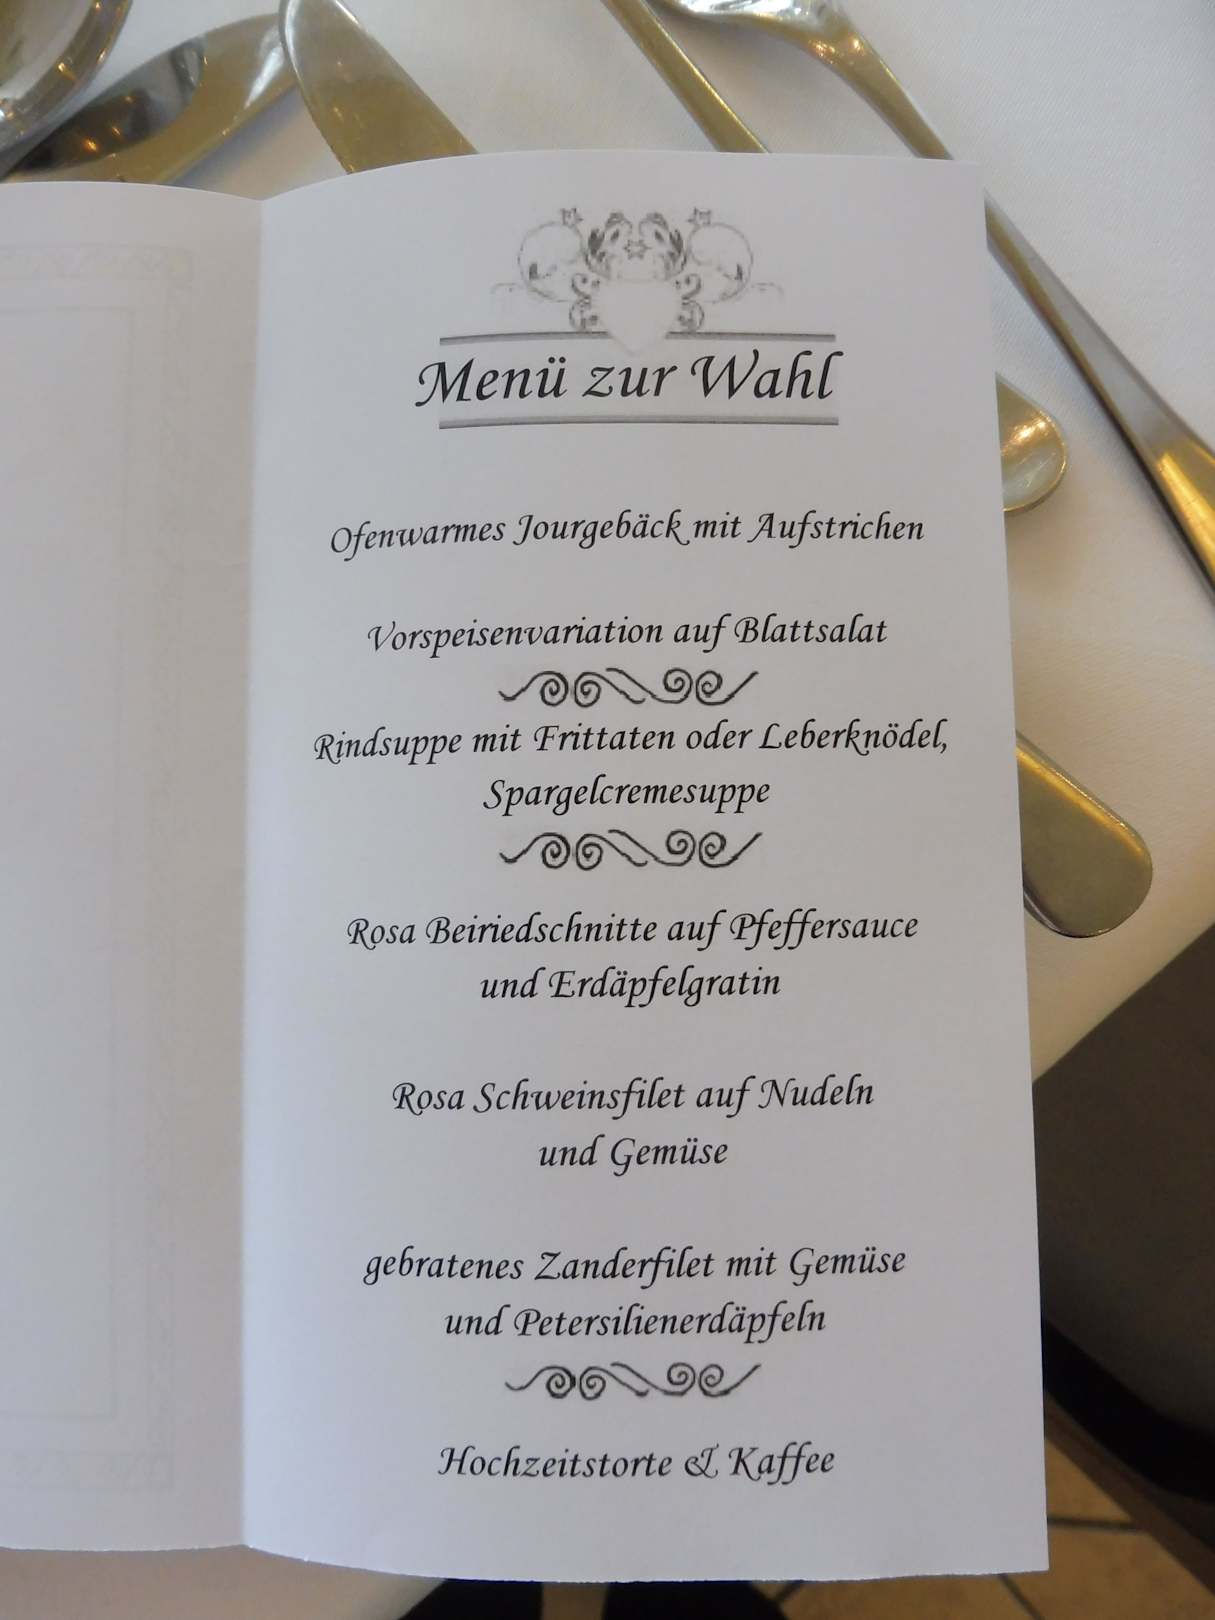 Menü zur Wahl
Ofenwarmes Jourgebäck mit Aufstrichen
Vorspeisenvariation auf Blattsalat
Rindsuppe mit Frittaten oder Leberknödel,
Spargelcremesuppe
Rosa Beiriedschnitte auf Pfeffersauce
und Erdäpfelgratin
Rosa Schweinsfilet auf Nudeln
und Gemüse
gebratenes Zanderfilet mit Gemüse
und Petersilienerdäpfeln
Hochzeitstorte & Kaffee